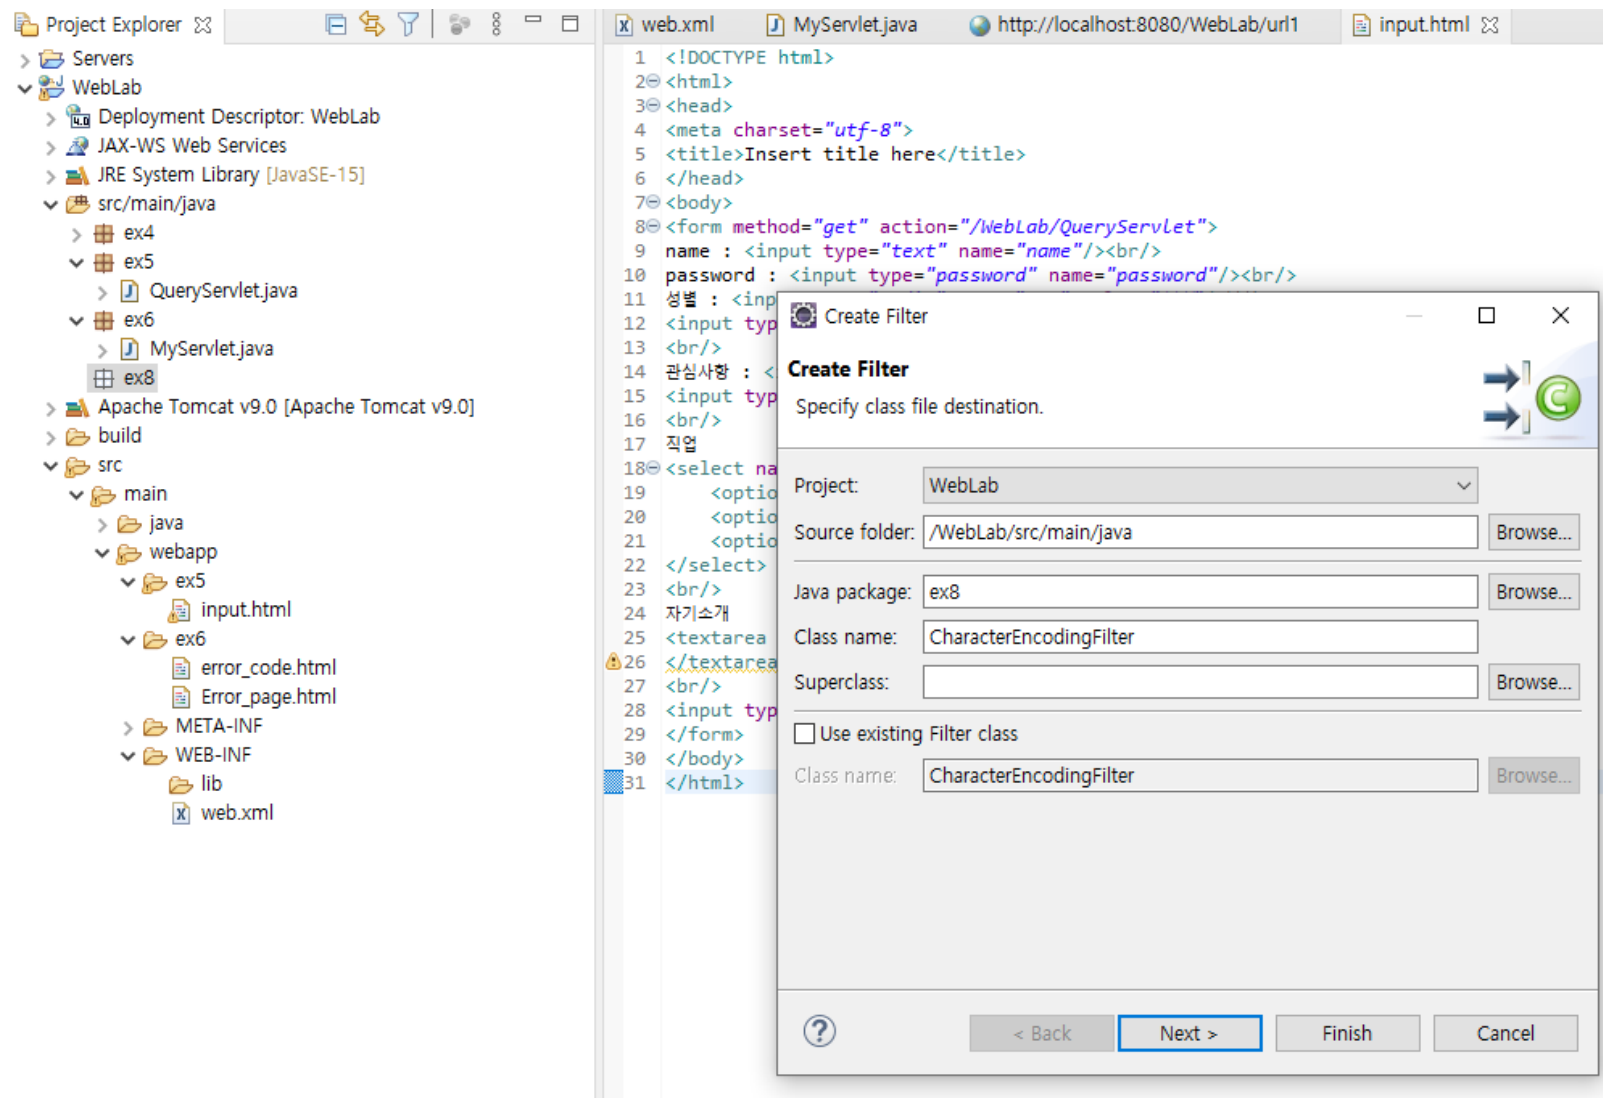 Project Explorer
Servers
WebLab
Deployment Descriptor: WebLab
JAX-WS Web Services
JRE System Library [JavaSE-15]
src/main/java
ex4
ex5
QueryServlet.java
ex6
MyServlet.java
ex8
Apache Tomcat v9.0 [Apache Tomcat v9.0]
build
src
main
java
webapp
ex5
input.html
ex6
error_code.html
Error_page.html
META-INF
WEB-INF
lib
web.xml
web.xml MyServlet.java http://localhost:8080/WebLab/url1 input.html
1 <!DOCTYPE html>
2 <html>
3 <head>
4 <meta charset="utf-8">
5 <title>Insert title here</title>
6 </head>
7 <body>
8 <form method="get" action="/WebLab/QueryServlet">
9 name : <input type="text" name="name"/><br/>
10 password : <input type="password" name="password"/><br/>
11 성별 : <inp
12 <input typ
13 <br/>
14 관심사항 : <
15 <input typ
16 <br/>
17 직업
18 <select na
19 <optio
20 <optio
21 <optio
22 </select>
23 <br/>
24 자기소개
25 <textarea
26 </textarea
27 <br/>
28 <input typ
29 </form>
30 </body>
31 </html>
Create Filter
Create Filter
Specify class file destination.
Project: WebLab
Source folder: /WebLab/src/main/java Browse...
Java package: ex8 Browse...
Class name: CharacterEncodingFilter
Superclass: Browse...
Use existing Filter class
Class name: CharacterEncodingFilter Browse...
? < Back Next > Finish Cancel